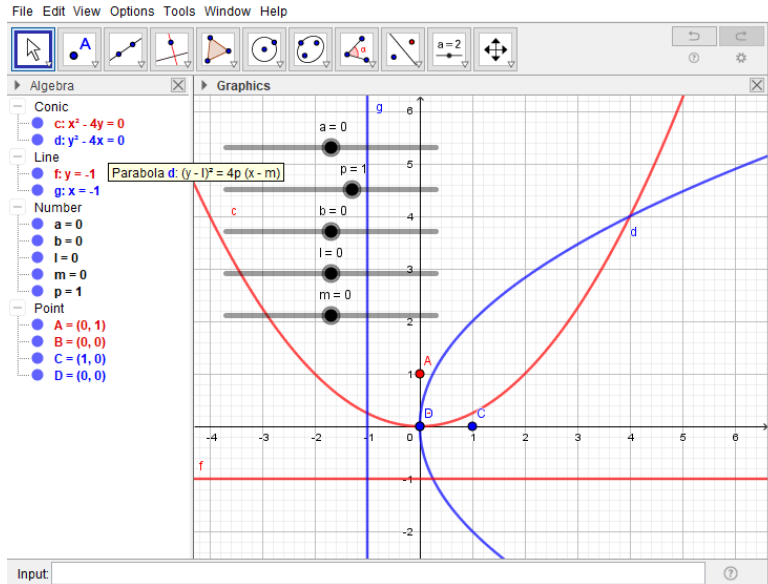 File Edit View Options Tools Window Help
A
α
a = 2
Algebra
Graphics
Conic
c: x² - 4y = 0
d: y² - 4x = 0
Line
f: y = -1
g: x = -1
Parabola d: (y - l)² = 4p (x - m)
Number
a = 0
b = 0
l = 0
m = 0
p = 1
Point
A = (0, 1)
B = (0, 0)
C = (1, 0)
D = (0, 0)
g
a = 0
p = 1
c
b = 0
l = 0
m = 0
d
A
D
C
f
6
5
4
3
2
1
-1
-2
-4 -3 -2 -1 0 1 2 3 4 5 6
Input: